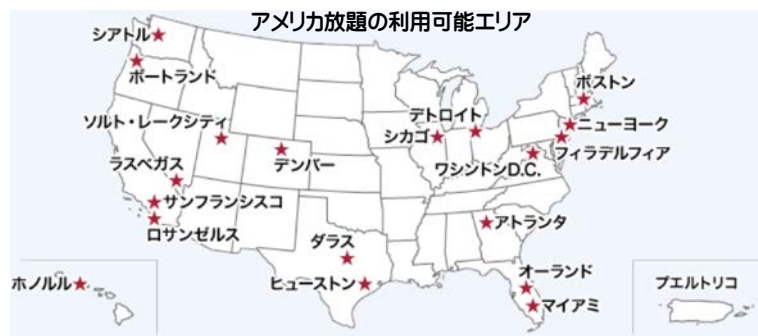 アメリカ放題の利用可能エリア
シアトル
ポートランド
ボストン
デトロイト
ソルト・レークシティ
シカゴ
ニューヨーク
フィラデルフィア
ラスベガス
デンバー
ワシンドンD.C.
サンフランシスコ
ロサンゼルス
アトランタ
ダラス
オーランド
ホノルル
ヒューストン
マイアミ
プエルトリコ